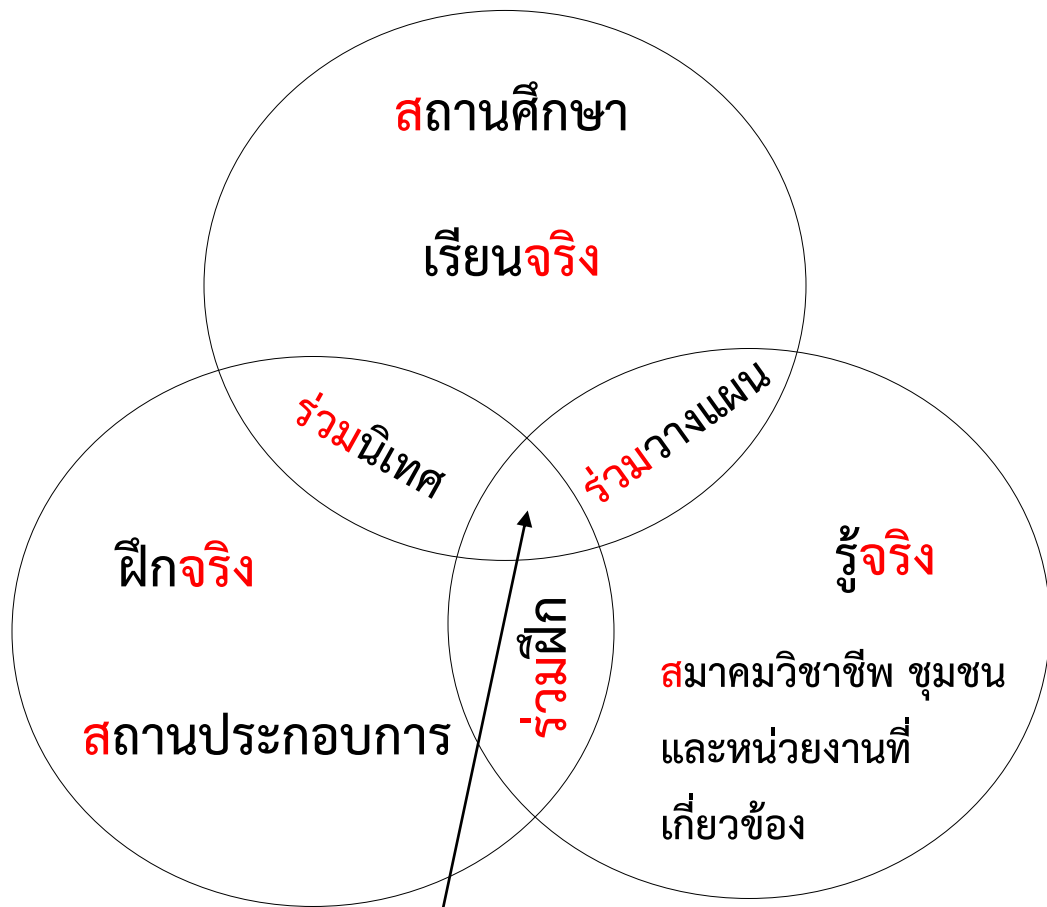 สถานศึกษา
เรียนจริง
ร่วมนิเทศ
ร่วมวางแผน
ฝึกจริง
สถานประกอบการ
ร่วมฝึก
รู้จริง
สมาคมวิชาชีพ ชุมชน
และหน่วยงานที่
เกี่ยวข้อง